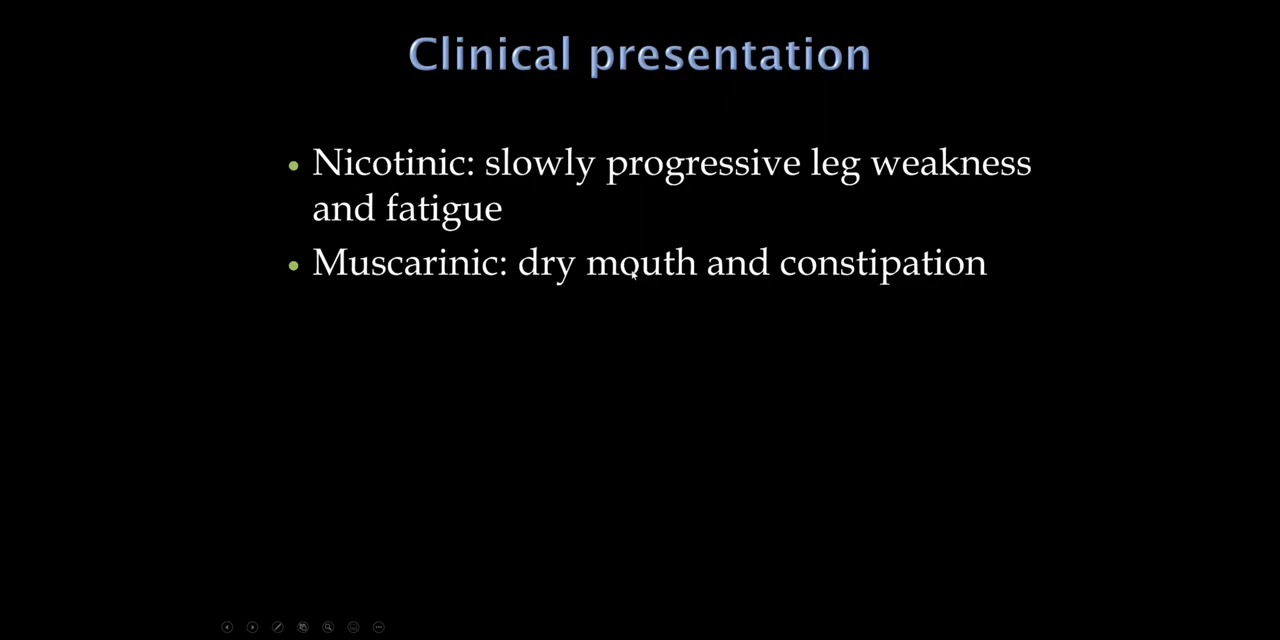 Clinical presentation
• Nicotinic: slowly progressive leg weakness
and fatigue
• Muscarinic: dry mouth and constipation